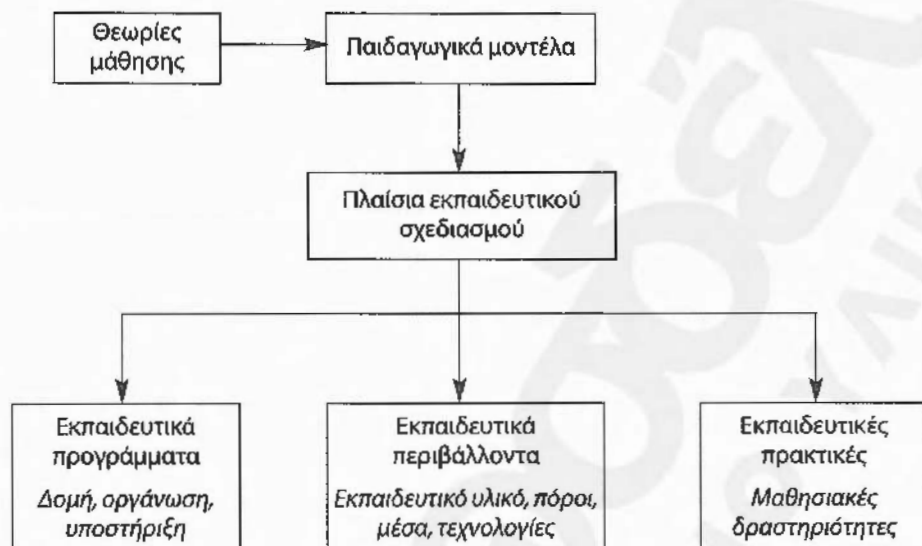 Θεωρίες
μάθησης
Παιδαγωγικά μοντέλα
Πλαίσια εκπαιδευτικού
σχεδιασμού
Εκπαιδευτικά
προγράμματα
Δομή, οργάνωση,
υποστήριξη
Εκπαιδευτικά
περιβάλλοντα
Εκπαιδευτικό υλικό, πόροι,
μέσα, τεχνολογίες
Εκπαιδευτικές
πρακτικές
Μαθησιακές
δραστηριότητες